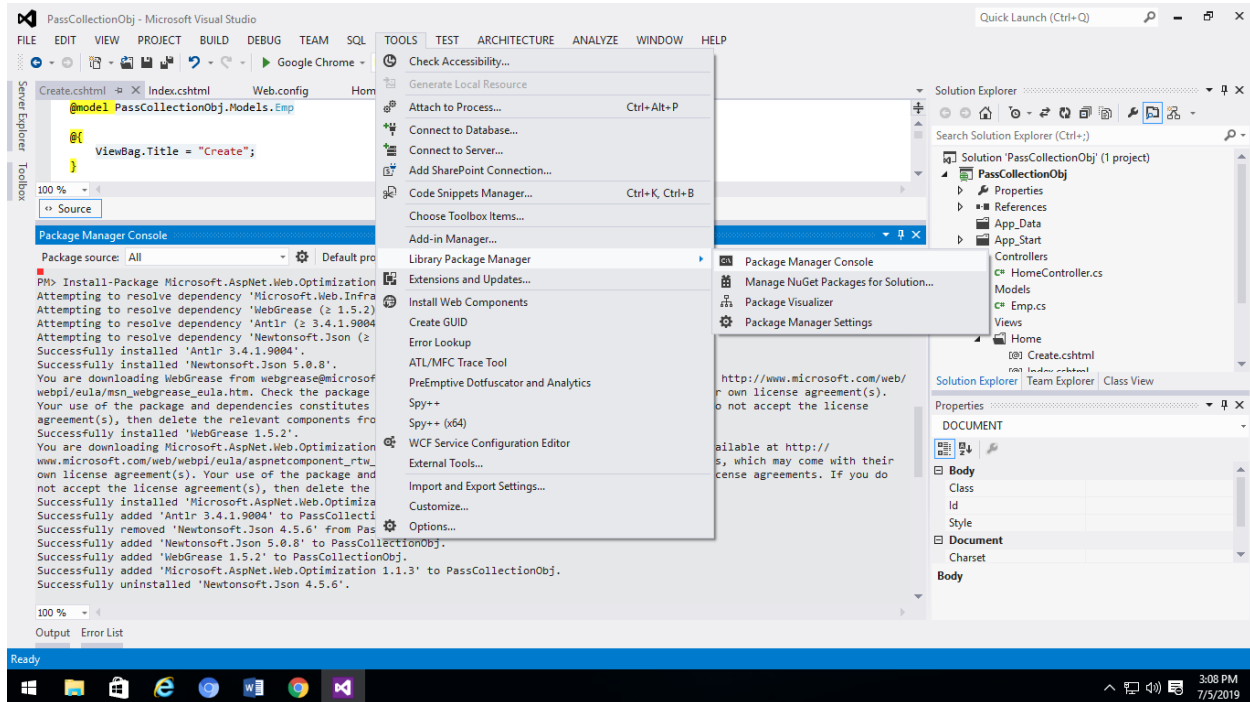 PassCollectionObj - Microsoft Visual Studio
Quick Launch (Ctrl+Q)
FILE EDIT VIEW PROJECT BUILD DEBUG TEAM SQL TOOLS TEST ARCHITECTURE ANALYZE WINDOW HELP
Google Chrome
Server Explorer
Toolbox
Create.cshtml Index.cshtml Web.config Hom
@model PassCollectionObj.Models.Emp
@{
ViewBag.Title = "Create";
}
100 %
Source
Package Manager Console
Package source: All Default pro
PM> Install-Package Microsoft.AspNet.Web.Optimization
Attempting to resolve dependency 'Microsoft.Web.Infra
Attempting to resolve dependency 'WebGrease (≥ 1.5.2)
Attempting to resolve dependency 'Antlr (≥ 3.4.1.9004
Attempting to resolve dependency 'Newtonsoft.Json (≥
Successfully installed 'Antlr 3.4.1.9004'.
Successfully installed 'Newtonsoft.Json 5.0.8'.
You are downloading WebGrease from webgrease@microsof http://www.microsoft.com/web/
webpi/eula/msn_webgrease_eula.htm. Check the package r own license agreement(s).
Your use of the package and dependencies constitutes o not accept the license
agreement(s), then delete the relevant components fro
Successfully installed 'WebGrease 1.5.2'.
You are downloading Microsoft.AspNet.Web.Optimization ailable at http://
www.microsoft.com/web/webpi/eula/aspnetcomponent_rtw_ s, which may come with their
own license agreement(s). Your use of the package and cense agreements. If you do
not accept the license agreement(s), then delete the
Successfully installed 'Microsoft.AspNet.Web.Optimiza
Successfully added 'Antlr 3.4.1.9004' to PassCollecti
Successfully removed 'Newtonsoft.Json 4.5.6' from Pas
Successfully added 'Newtonsoft.Json 5.0.8' to PassCollectionObj.
Successfully added 'WebGrease 1.5.2' to PassCollectionObj.
Successfully added 'Microsoft.AspNet.Web.Optimization 1.1.3' to PassCollectionObj.
Successfully uninstalled 'Newtonsoft.Json 4.5.6'.
100 %
Output Error List
Check Accessibility...
Generate Local Resource
Attach to Process... Ctrl+Alt+P
Connect to Database...
Connect to Server...
Add SharePoint Connection...
Code Snippets Manager... Ctrl+K, Ctrl+B
Choose Toolbox Items...
Add-in Manager...
Library Package Manager
Extensions and Updates...
Install Web Components
Create GUID
Error Lookup
ATL/MFC Trace Tool
PreEmptive Dotfuscator and Analytics
Spy++
Spy++ (x64)
WCF Service Configuration Editor
External Tools...
Import and Export Settings...
Customize...
Options...
Package Manager Console
Manage NuGet Packages for Solution...
Package Visualizer
Package Manager Settings
Solution Explorer
Search Solution Explorer (Ctrl+;)
Solution 'PassCollectionObj' (1 project)
PassCollectionObj
Properties
References
App_Data
App_Start
Controllers
C# HomeController.cs
Models
C# Emp.cs
Views
Home
[@] Create.cshtml
[@] Index.cshtml
Solution Explorer Team Explorer Class View
Properties
DOCUMENT
Body
Class
Id
Style
Document
Charset
Body
Ready
3:08 PM
7/5/2019